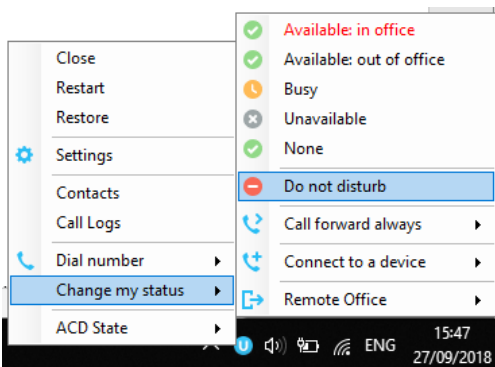 Close
Restart
Restore
Settings
Contacts
Call Logs
Dial number
Change my status
ACD State
Available: in office
Available: out of office
Busy
Unavailable
None
Do not disturb
Call forward always
Connect to a device
Remote Office
U
ENG
15:47
27/09/2018